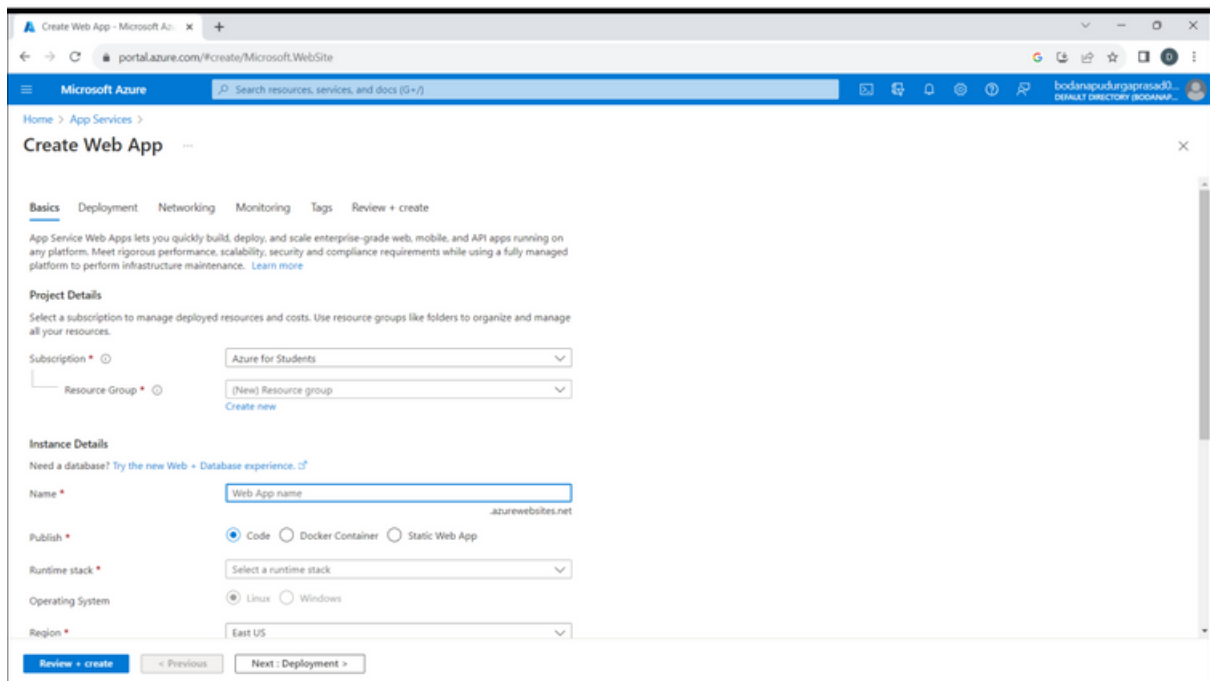 Create Web App - Microsoft Az
portal.azure.com/#create/Microsoft.WebSite
G
D
Microsoft Azure
Search resources, services, and docs (G+/)
bodanapudurgaprasad0...
DEFAULT DIRECTORY (BODANAP...
Home > App Services >
Create Web App ...
Basics Deployment Networking Monitoring Tags Review + create
App Service Web Apps lets you quickly build, deploy, and scale enterprise-grade web, mobile, and API apps running on
any platform. Meet rigorous performance, scalability, security and compliance requirements while using a fully managed
platform to perform infrastructure maintenance. Learn more
Project Details
Select a subscription to manage deployed resources and costs. Use resource groups like folders to organize and manage
all your resources.
Subscription *
Azure for Students
Resource Group *
(New) Resource group
Create new
Instance Details
Need a database? Try the new Web + Database experience.
Name *
Web App name
.azurewebsites.net
Publish *
Code Docker Container Static Web App
Runtime stack *
Select a runtime stack
Operating System
Linux Windows
Region *
East US
Review + create < Previous Next : Deployment >